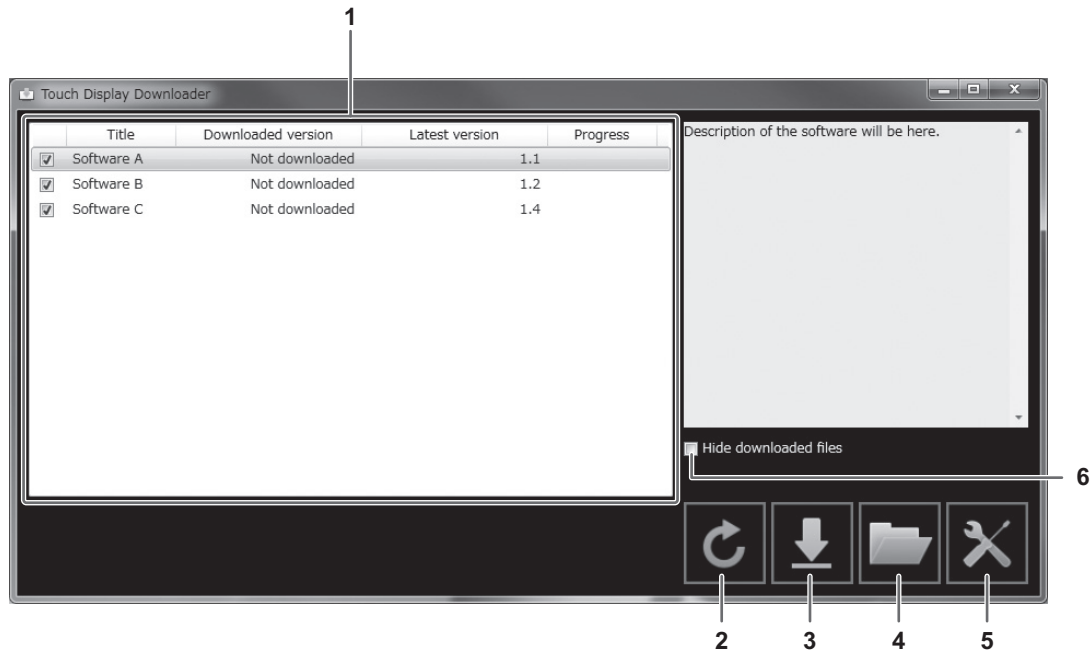 1
Touch Display Downloader
Title Downloaded version Latest version Progress
Software A Not downloaded 1.1
Software B Not downloaded 1.2
Software C Not downloaded 1.4
Description of the software will be here.
Hide downloaded files
6
2 3 4 5